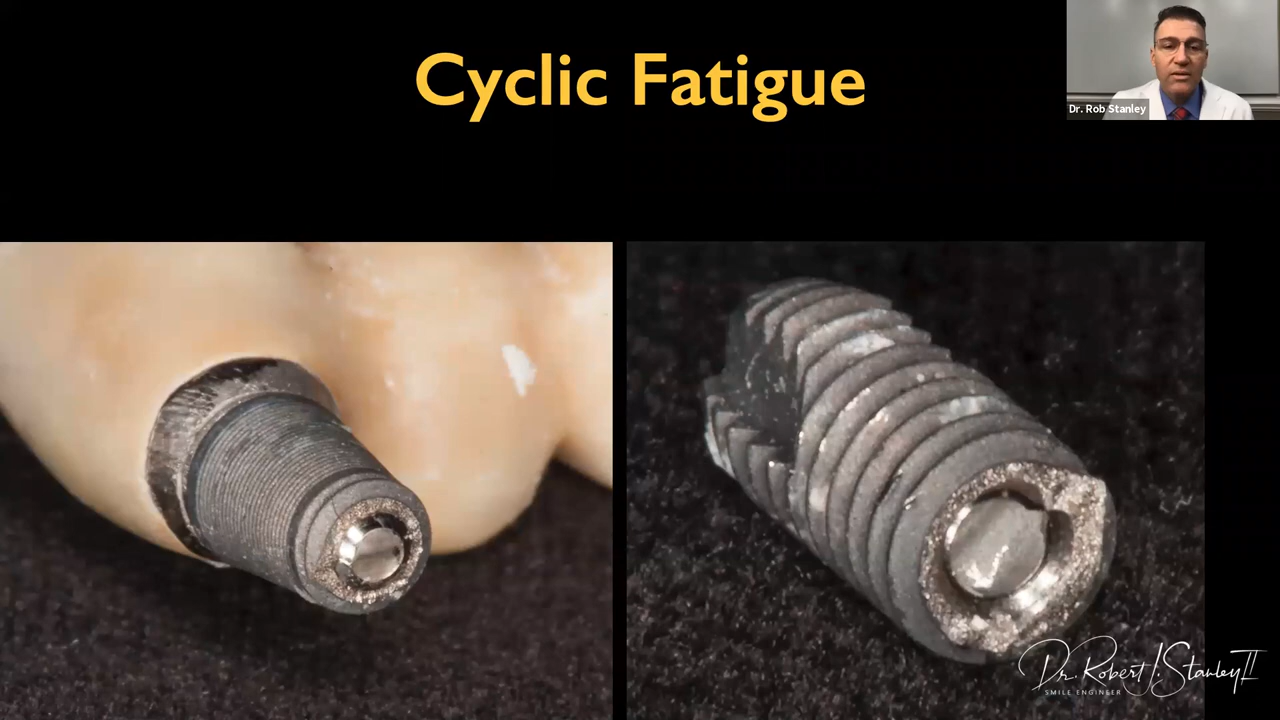 Cyclic Fatigue
Dr. Rob Stanley
Dr. Robert J. Stanley II
SMILE ENGINEER